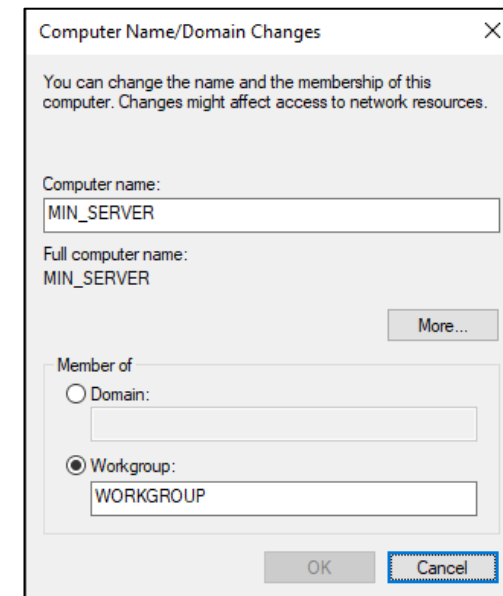 Computer Name/Domain Changes
You can change the name and the membership of this
computer. Changes might affect access to network resources.
Computer name:
MIN_SERVER
Full computer name:
MIN_SERVER
More...
Member of
Domain:
Workgroup:
WORKGROUP
OK
Cancel